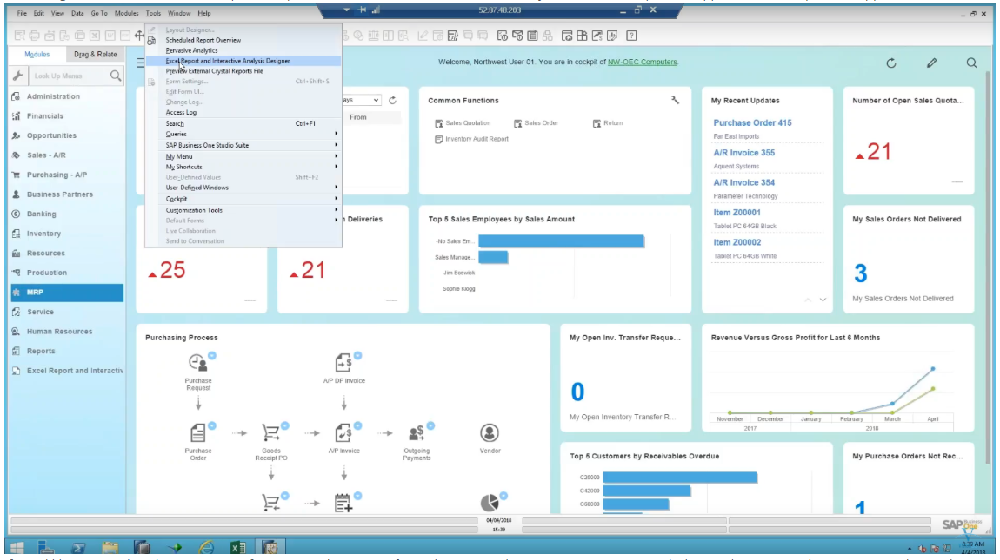 52.87.48.203
File Edit View Data Go To Modules Tools Window Help
Modules Drag & Relate
Look Up Menus
Administration
Financials
Opportunities
Sales - A/R
Purchasing - A/P
Business Partners
Banking
Inventory
Resources
Production
MRP
Service
Human Resources
Reports
Excel Report and Interactiv
Layout Designer...
Scheduled Report Overview
Pervasive Analytics
Excel Report and Interactive Analysis Designer
Preview External Crystal Reports File
Form Settings... Ctrl+Shift+S
Edit Form UI...
Change Log...
Access Log
Search Ctrl+F1
Queries
SAP Business One Studio Suite
My Menu
My Shortcuts
User-Defined Values Shift+F2
User-Defined Windows
Cockpit
Customization Tools
Default Forms
Live Collaboration
Send to Conversation
Welcome, Northwest User 01. You are in cockpit of NW-OEC Computers.
ays
From
Common Functions
Sales Quotation Sales Order Return
Inventory Audit Report
My Recent Updates
Purchase Order 415
Far East Imports
A/R Invoice 355
Aquent Systems
A/R Invoice 354
Parameter Technology
Item Z00001
Tablet PC 64GB Black
Item Z00002
Tablet PC 64GB White
Number of Open Sales Quota...
21
25
n Deliveries
21
Top 5 Sales Employees by Sales Amount
-No Sales Em...
Sales Manage...
Jim Boswick
Sophie Klogg
My Sales Orders Not Delivered
3
My Sales Orders Not Delivered
Purchasing Process
Purchase Request
A/P DP Invoice
Purchase Order
Goods Receipt PO
A/P Invoice
Outgoing Payments
Vendor
My Open Inv. Transfer Reque...
0
My Open Inventory Transfer R...
Revenue Versus Gross Profit for Last 6 Months
November December January February March April
2017 2018
Top 5 Customers by Receivables Overdue
C20000
C42000
C60000
My Purchase Orders Not Rec...
1
04/04/2018
15:39
SAP Business One
8:39 AM
4/4/2018